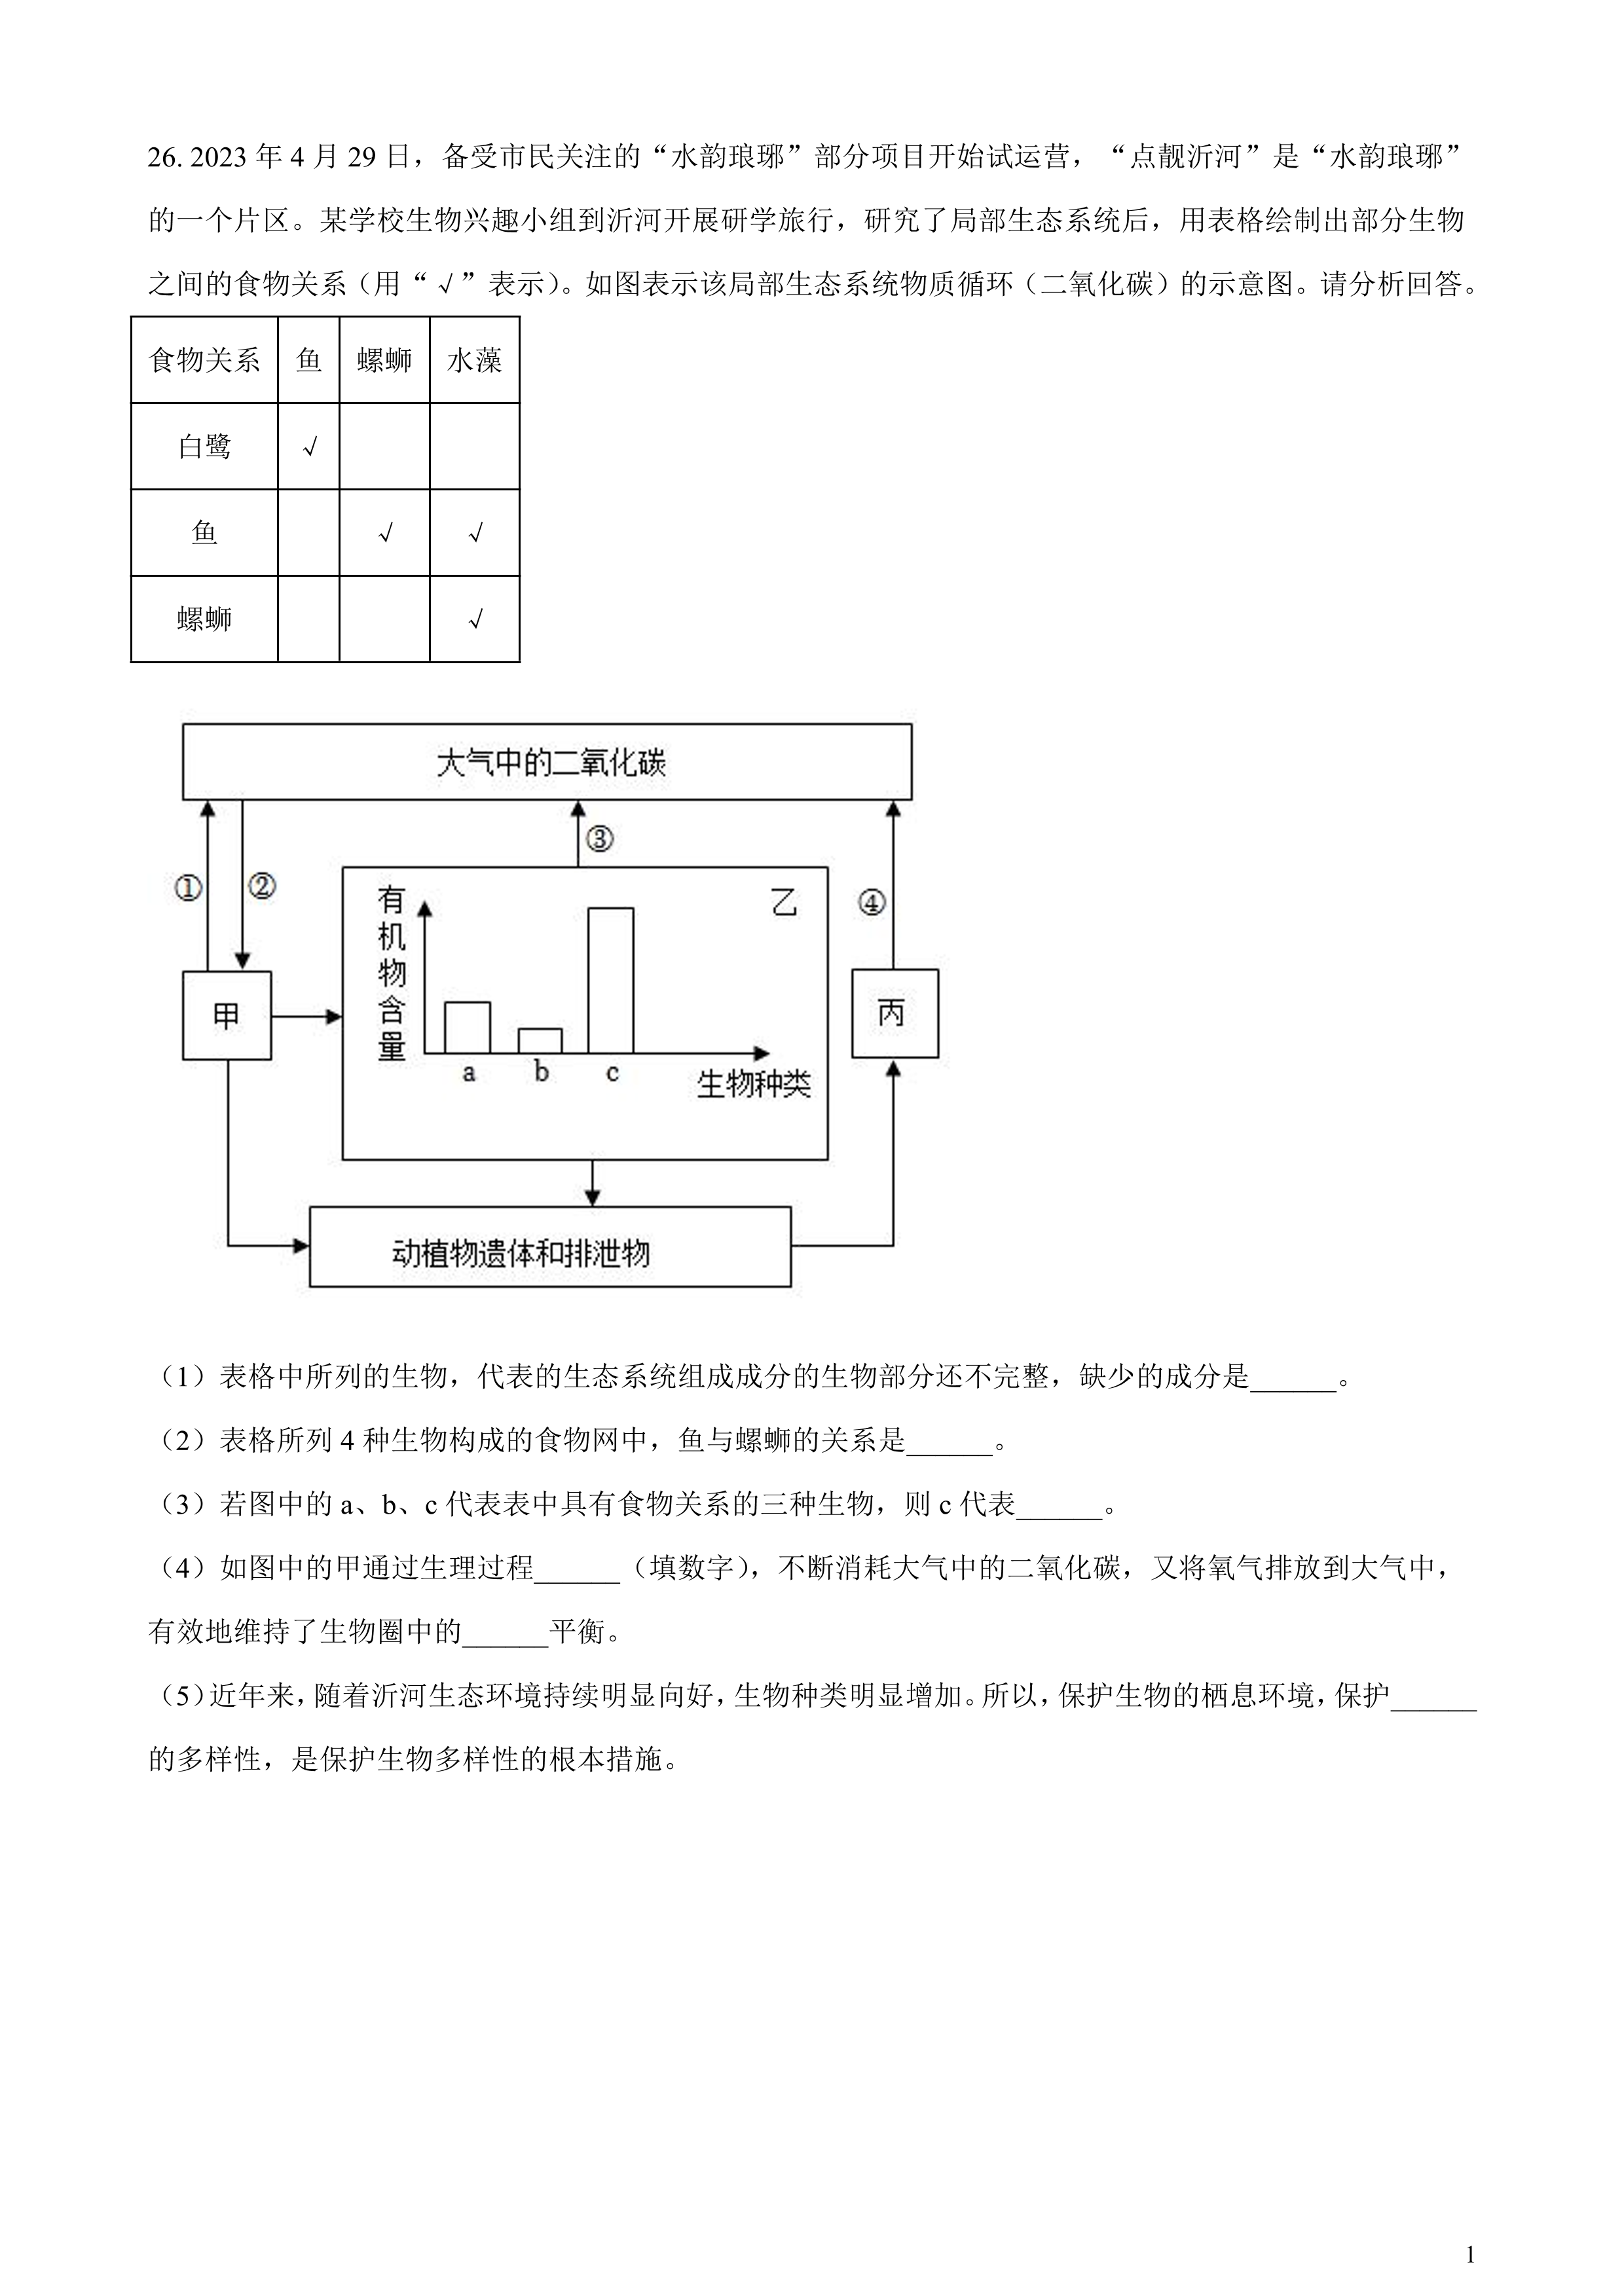 26. 2023 年 4 月 29 日，备受市民关注的“水韵琅琊”部分项目开始试运营，“点靓沂河”是“水韵琅琊”
的一个片区。某学校生物兴趣小组到沂河开展研学旅行，研究了局部生态系统后，用表格绘制出部分生物
之间的食物关系（用“√”表示）。如图表示该局部生态系统物质循环（二氧化碳）的示意图。请分析回答。
食物关系 鱼 螺蛳 水藻
白鹭 √
鱼 √ √
螺蛳 √
大气中的二氧化碳
① ② ③ ④
甲
有机物含量
乙
丙
a b c
生物种类
动植物遗体和排泄物
（1）表格中所列的生物，代表的生态系统组成成分的生物部分还不完整，缺少的成分是______。
（2）表格所列 4 种生物构成的食物网中，鱼与螺蛳的关系是______。
（3）若图中的 a、b、c 代表表中具有食物关系的三种生物，则 c 代表______。
（4）如图中的甲通过生理过程______（填数字），不断消耗大气中的二氧化碳，又将氧气排放到大气中，
有效地维持了生物圈中的______平衡。
（5）近年来，随着沂河生态环境持续明显向好，生物种类明显增加。所以，保护生物的栖息环境，保护______
的多样性，是保护生物多样性的根本措施。
1